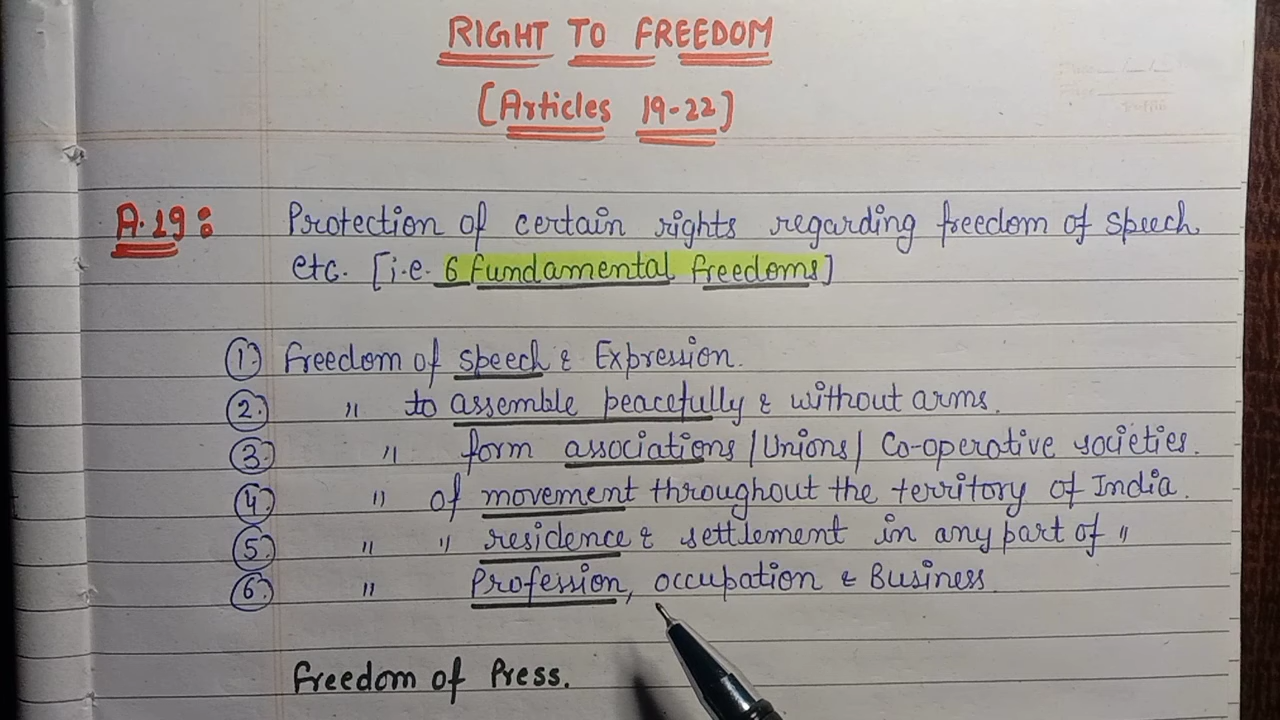 RIGHT TO FREEDOM
[Articles 19-22]
A.19: Protection of certain rights regarding freedom of speech
etc. [i.e. 6 fundamental freedoms]
1. freedom of speech & Expression.
2. " to assemble peacefully & without arms.
3. " form associations/Unions/ Co-operative societies.
4. " of movement throughout the territory of India.
5. " " residence & settlement in any part of "
6. " Profession, occupation & Business.
freedom of Press.